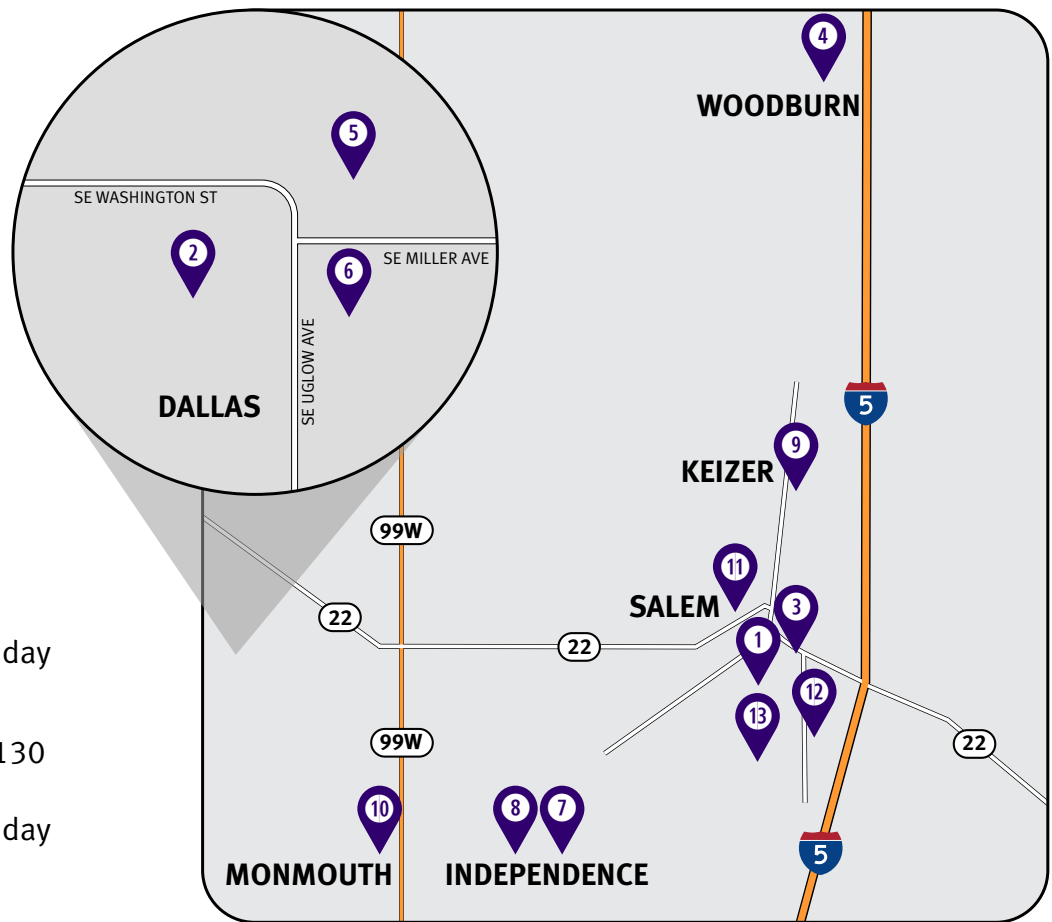 4
WOODBURN
5
SE WASHINGTON ST
2
SE MILLER AVE
6
SE UGLOW AVE
DALLAS
5
9
KEIZER
99W
11
SALEM
3
22
22
1
day
12
13
99W
22
130
10
8
7
day
5
MONMOUTH
INDEPENDENCE